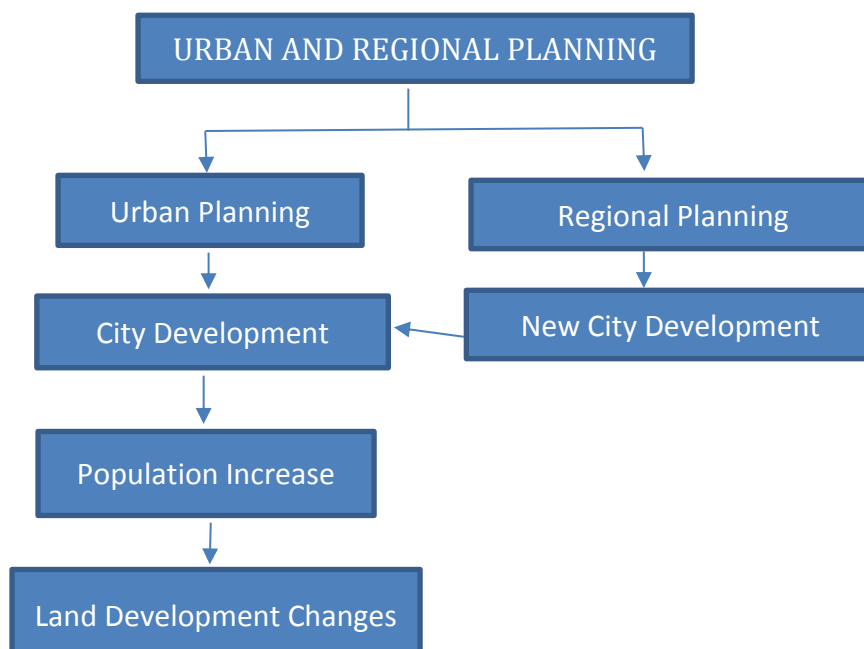 URBAN AND REGIONAL PLANNING
Urban Planning
Regional Planning
City Development
New City Development
Population Increase
Land Development Changes